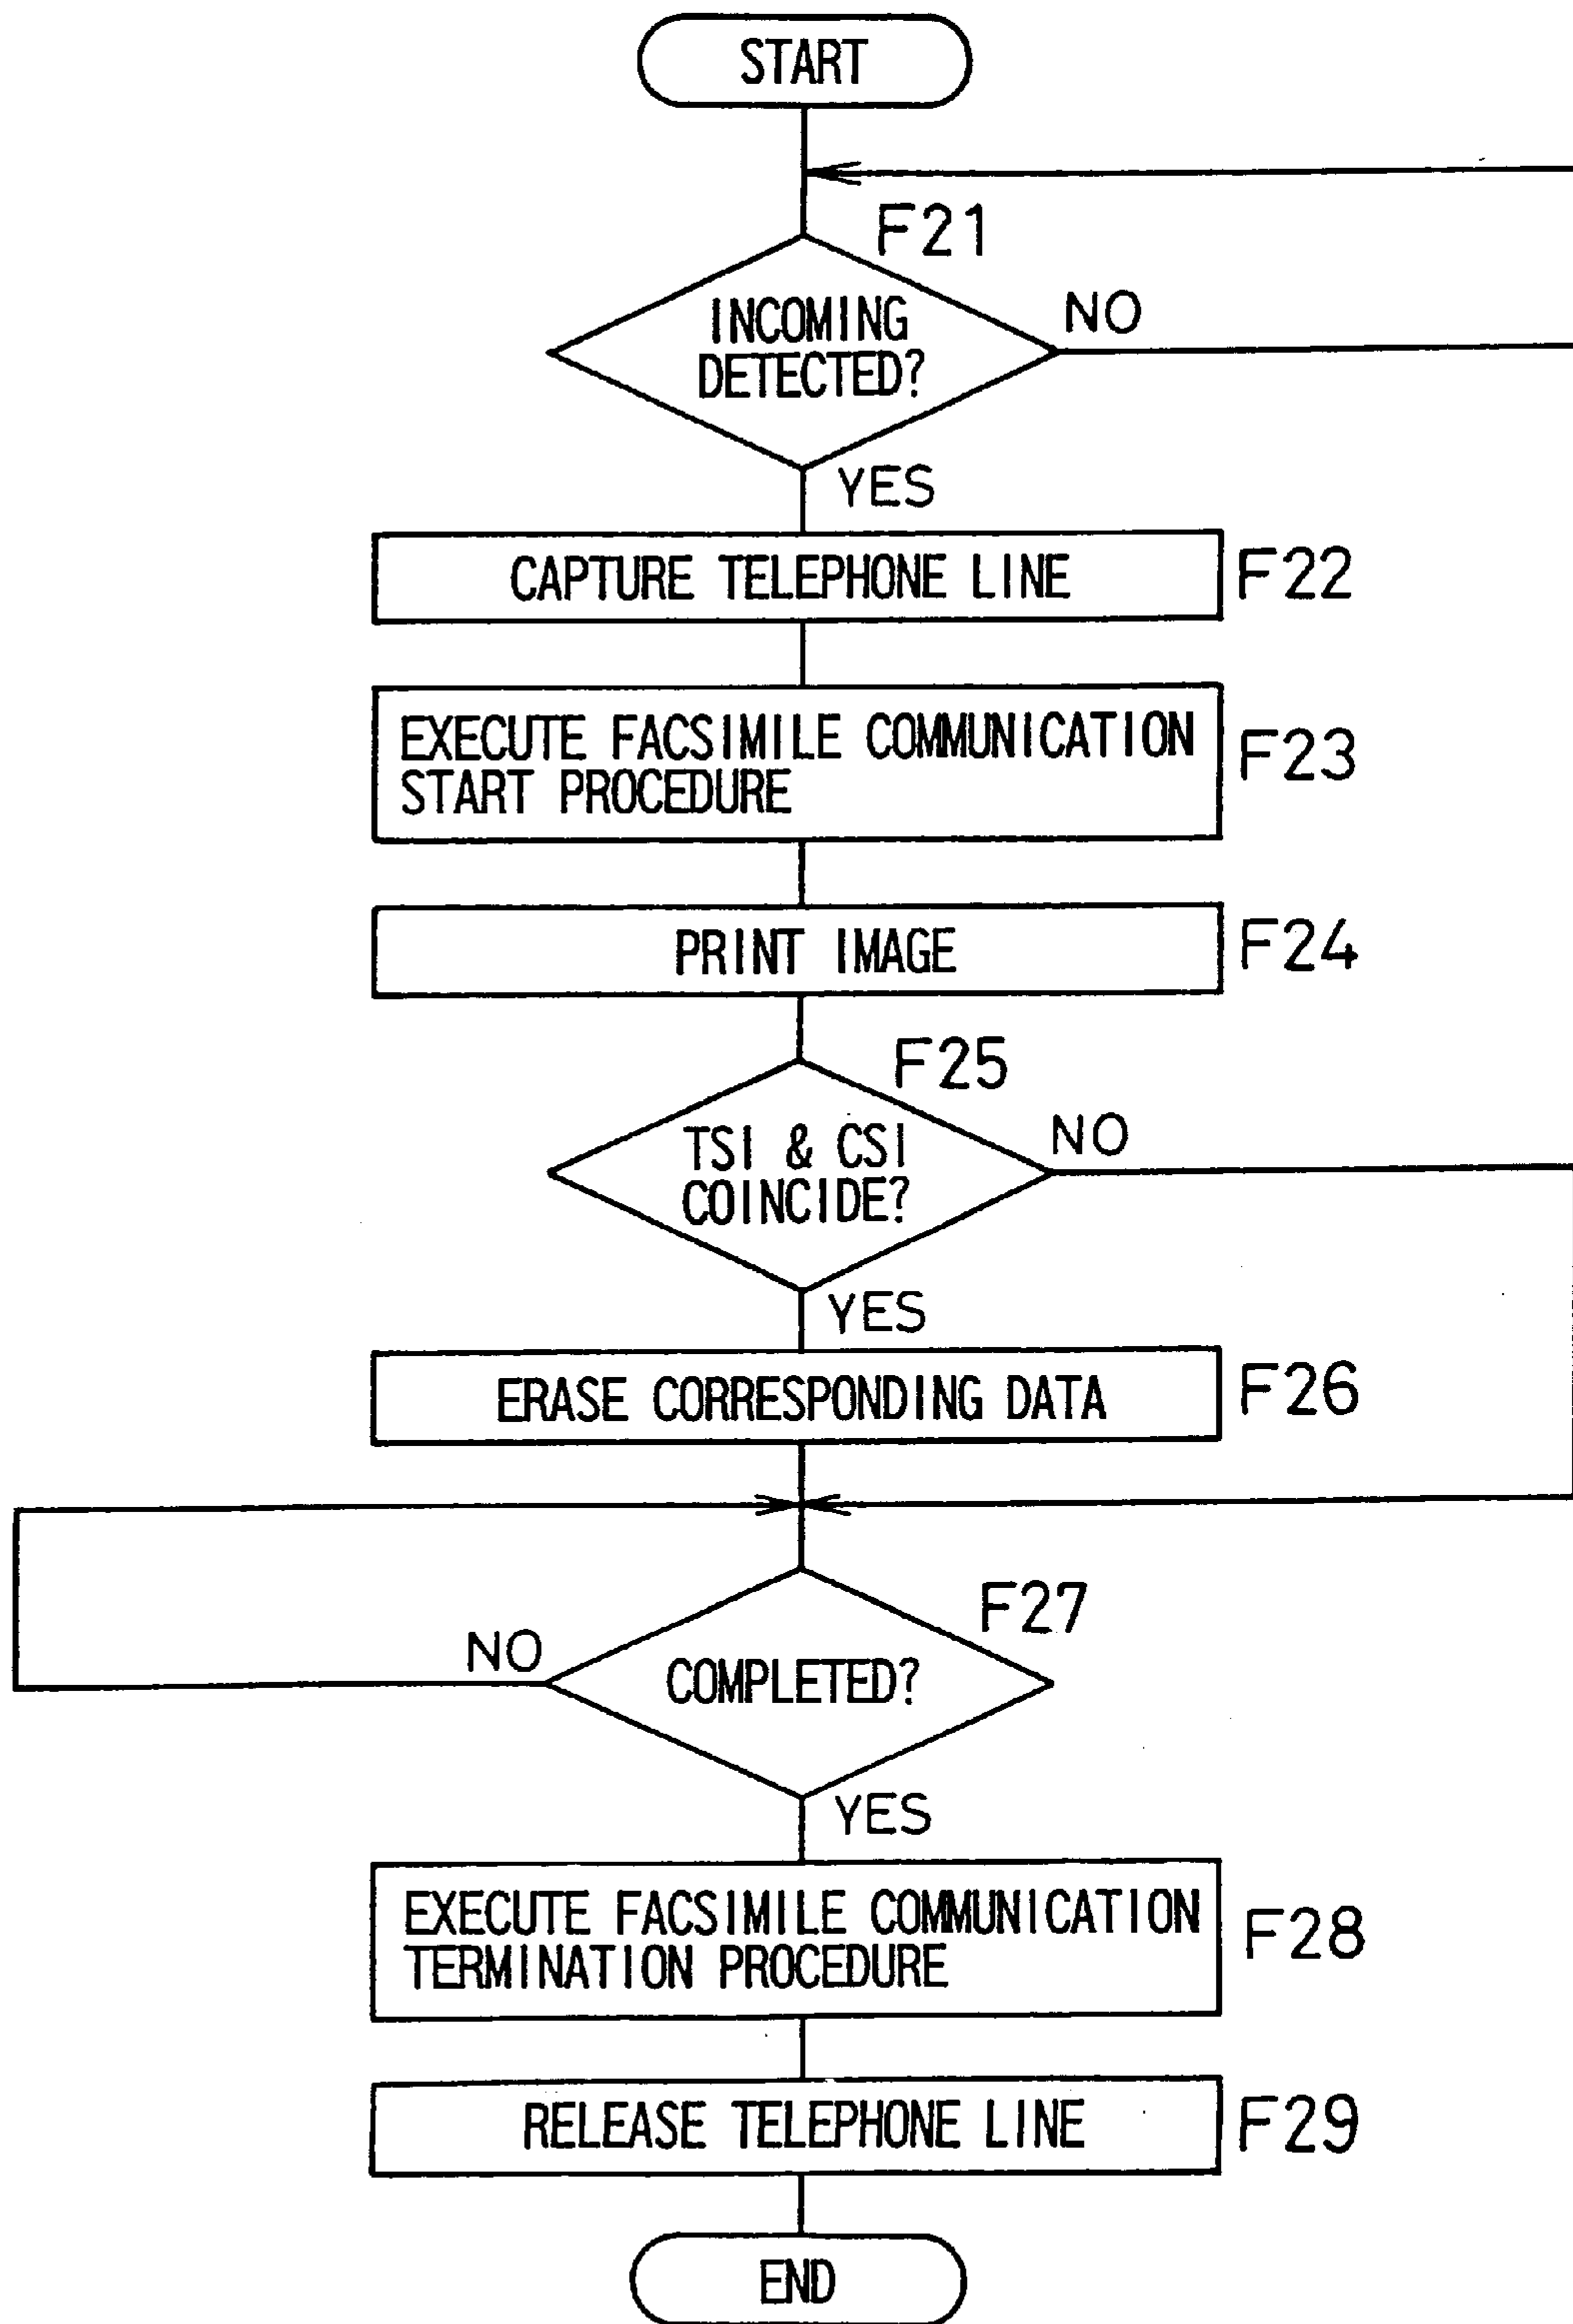 START
F21
INCOMING
DETECTED?
NO
YES
CAPTURE TELEPHONE LINE
F22
EXECUTE FACSIMILE COMMUNICATION
START PROCEDURE
F23
PRINT IMAGE
F24
F25
TSI & CSI
COINCIDE?
NO
YES
ERASE CORRESPONDING DATA
F26
F27
NO
COMPLETED?
YES
EXECUTE FACSIMILE COMMUNICATION
TERMINATION PROCEDURE
F28
RELEASE TELEPHONE LINE
F29
END